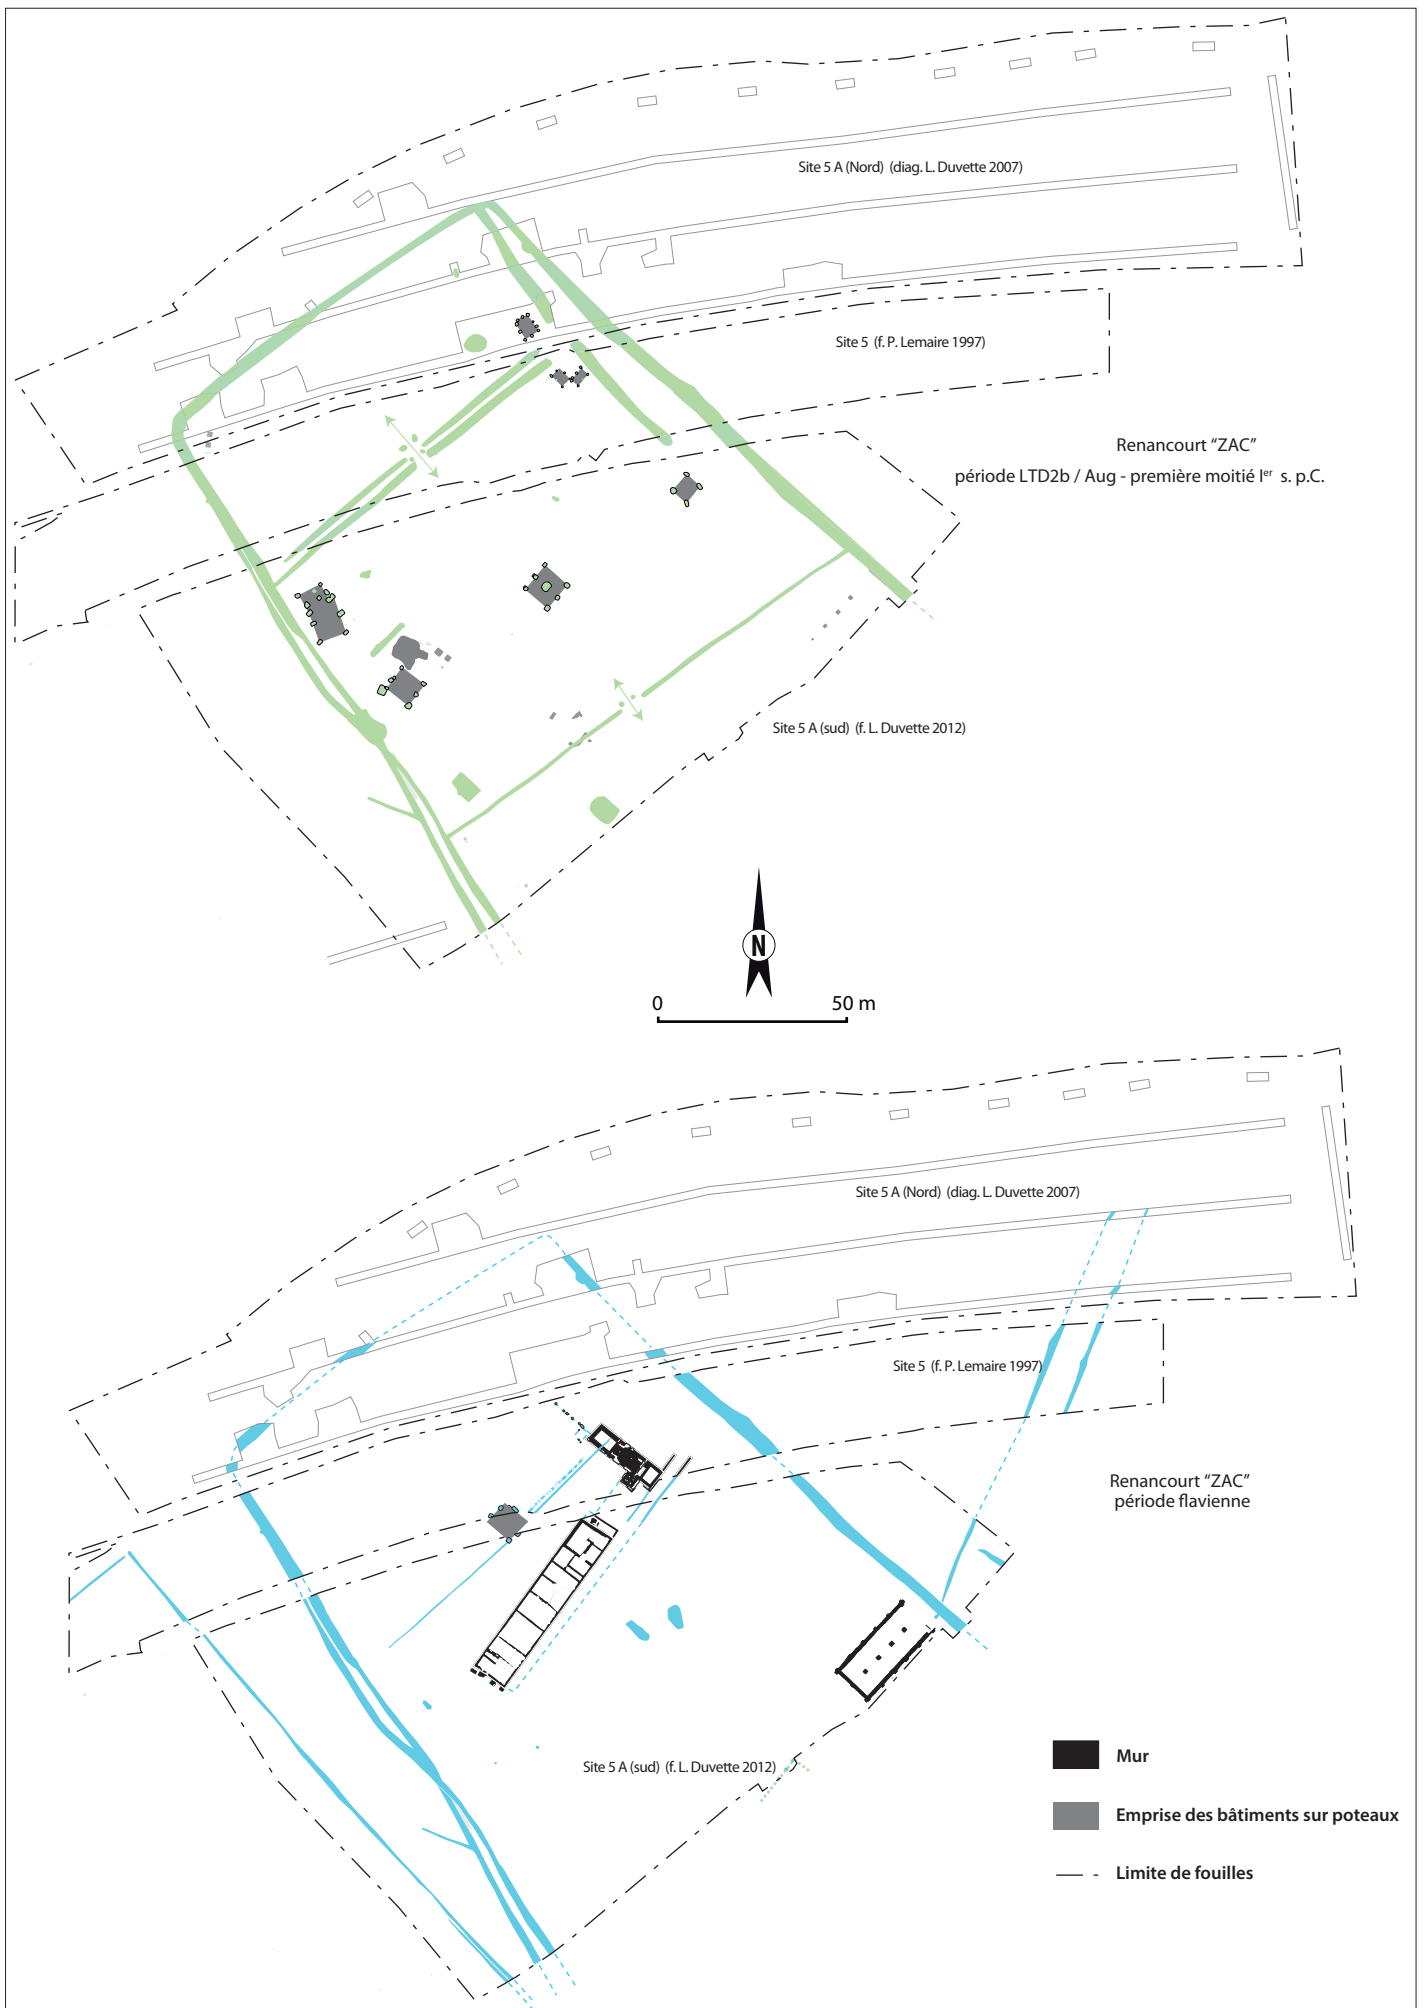 Site 5 A (Nord) (diag. L. Duvette 2007)
Site 5 (f. P. Lemaire 1997)
Renancourt “ZAC”
période LTD2b / Aug - première moitié Iᵉʳ s. p.C.
Site 5 A (sud) (f. L. Duvette 2012)
N
0 50 m
Site 5 A (Nord) (diag. L. Duvette 2007)
Site 5 (f. P. Lemaire 1997)
Renancourt “ZAC”
période flavienne
Site 5 A (sud) (f. L. Duvette 2012)
Mur
Emprise des bâtiments sur poteaux
Limite de fouilles